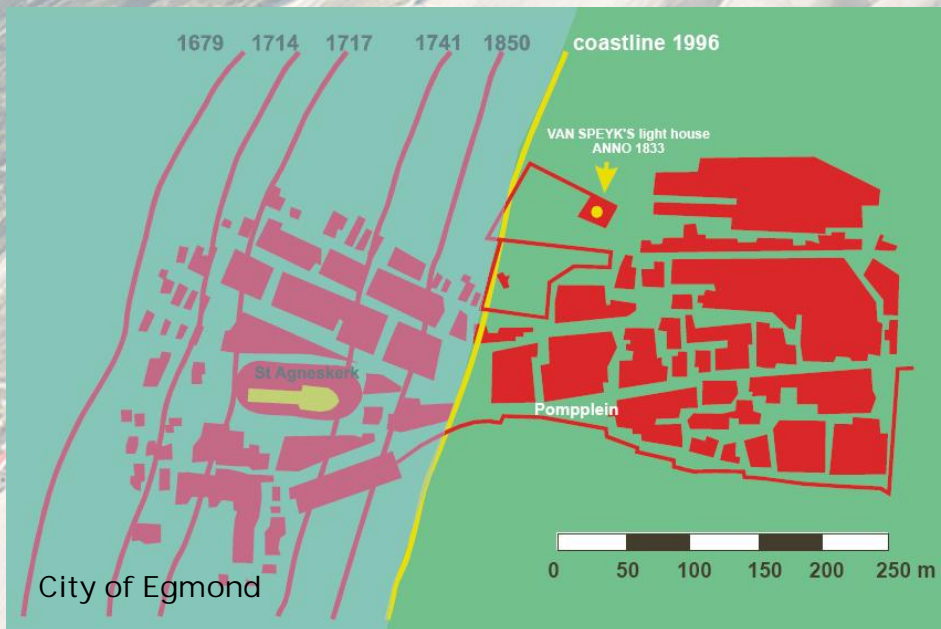 1679 1714 1717 1741 1850 coastline 1996
VAN SPEYK'S light house
ANNO 1833
St Agneskerk
Pompplein
0 50 100 150 200 250 m
City of Egmond